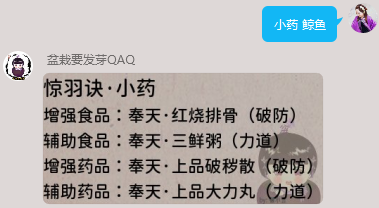 小药 鲸鱼
盆栽要发芽QAQ
惊羽诀·小药
增强食品：奉天·红烧排骨（破防）
辅助食品：奉天·三鲜粥（力道）
增强药品：奉天·上品破秽散（破防）
辅助药品：奉天·上品大力丸（力道）